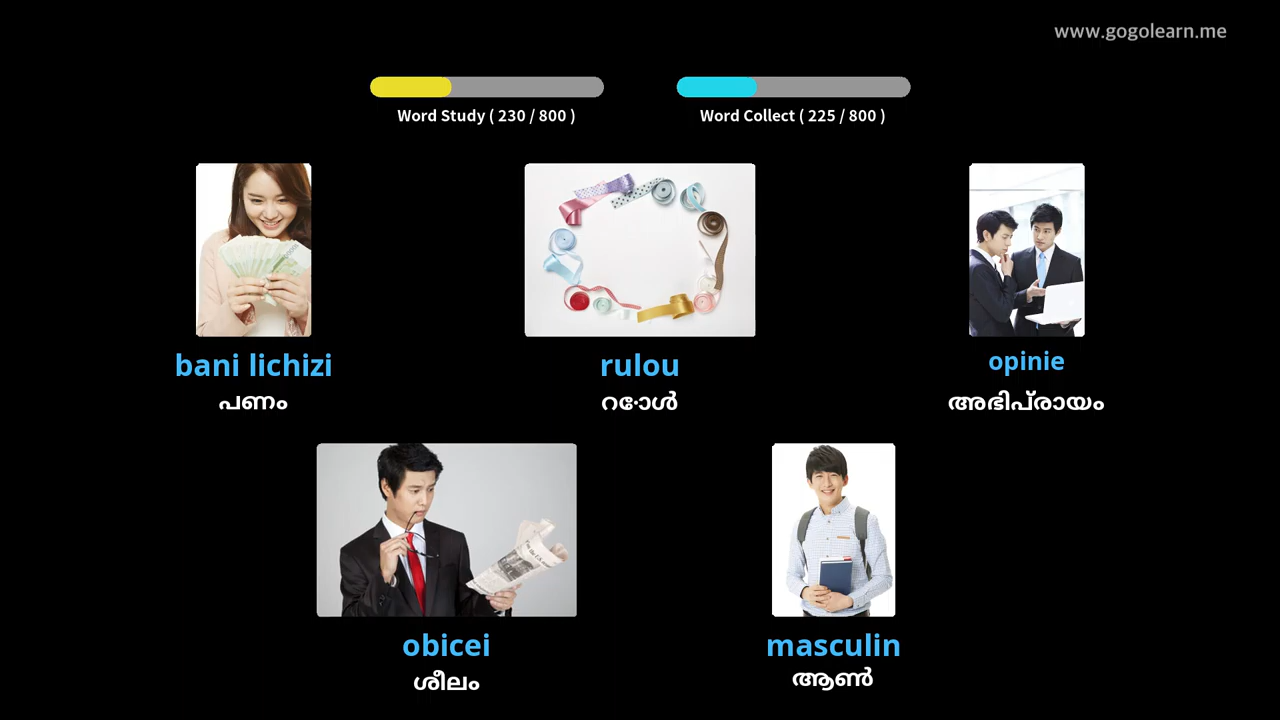 www.gogolearn.me
Word Study ( 230 / 800 )
Word Collect ( 225 / 800 )
bani lichizi
പണം
rulou
റോൾ
opinie
അഭിപ്രായം
obicei
ശീലം
masculin
ആൺ